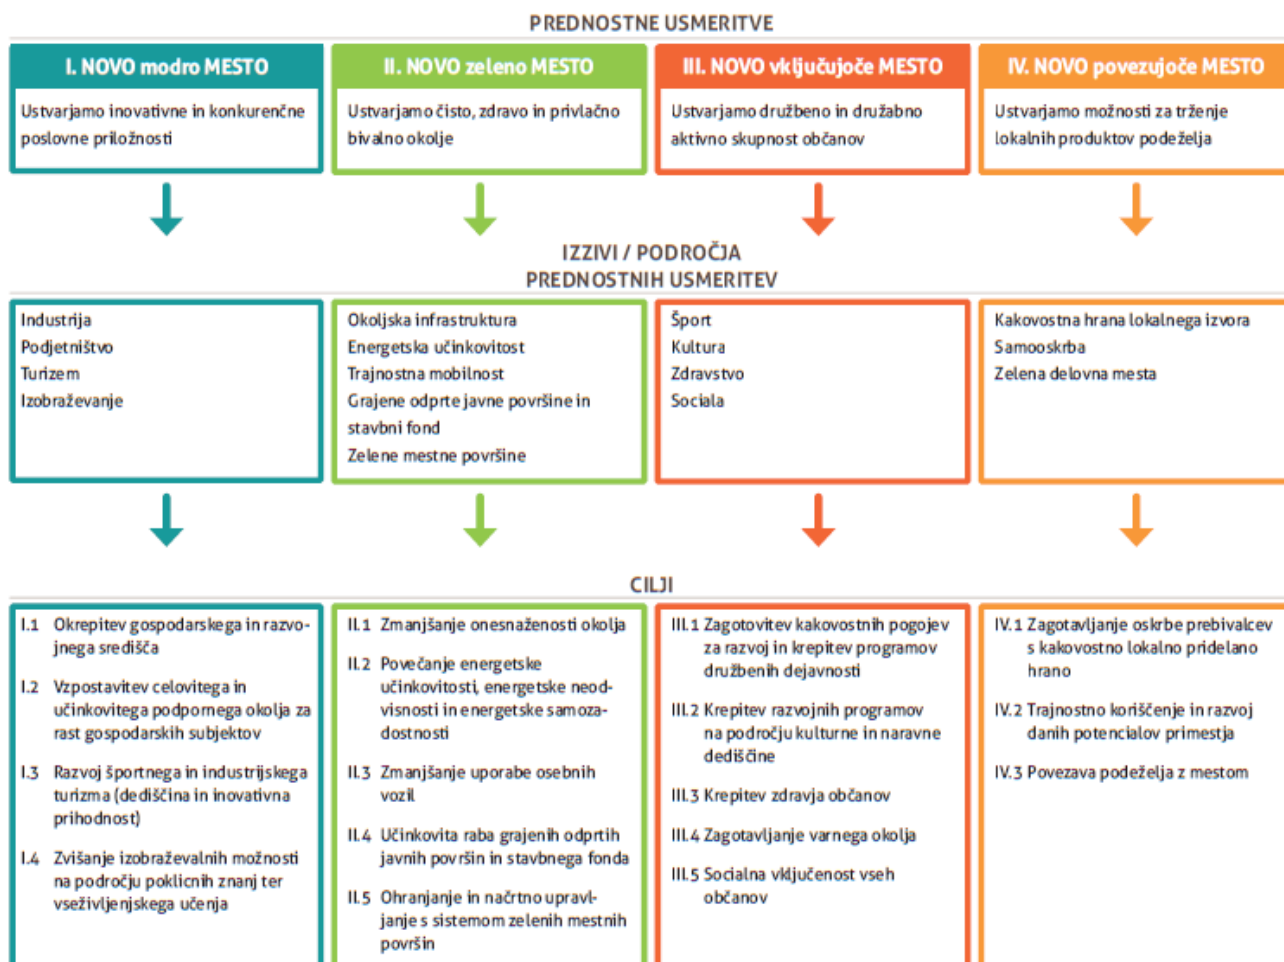 PREDNOSTNE USMERITVE
I. NOVO modro MESTO
Ustvarjamo inovativne in konkurenčne
poslovne priložnosti
II. NOVO zeleno MESTO
Ustvarjamo čisto, zdravo in privlačno
bivalno okolje
III. NOVO vključujoče MESTO
Ustvarjamo družbeno in družabno
aktivno skupnost občanov
IV. NOVO povezujoče MESTO
Ustvarjamo možnosti za trženje
lokalnih produktov podeželja
IZZIVI / PODROČJA
PREDNOSTNIH USMERITEV
Industrija
Podjetništvo
Turizem
Izobraževanje
Okoljska infrastruktura
Energetska učinkovitost
Trajnostna mobilnost
Grajene odprte javne površine in
stavbni fond
Zelene mestne površine
Šport
Kultura
Zdravstvo
Sociala
Kakovostna hrana lokalnega izvora
Samooskrba
Zelena delovna mesta
CILJI
I.1 Okrepitev gospodarskega in razvo-
jnega središča
I.2 Vzpostavitev celovitega in
učinkovitega podpornega okolja za
rast gospodarskih subjektov
I.3 Razvoj športnega in industrijskega
turizma (dediščina in inovativna
prihodnost)
I.4 Zvišanje izobraževalnih možnosti
na področju poklicnih znanj ter
vseživljenjskega učenja
II.1 Zmanjšanje onesnaženosti okolja
II.2 Povečanje energetske
učinkovitosti, energetske neod-
visnosti in energetske samoza-
dostnosti
II.3 Zmanjšanje uporabe osebnih
vozil
II.4 Učinkovita raba grajenih odprtih
javnih površin in stavbnega fonda
II.5 Ohranjanje in načrtno upravl-
janje s sistemom zelenih mestnih
površin
III.1 Zagotovitev kakovostnih pogojev
za razvoj in krepitev programov
družbenih dejavnosti
III.2 Krepitev razvojnih programov
na področju kulturne in naravne
dediščine
III.3 Krepitev zdravja občanov
III.4 Zagotavljanje varnega okolja
III.5 Socialna vključenost vseh
občanov
IV.1 Zagotavljanje oskrbe prebivalcev
s kakovostno lokalno pridelano
hrano
IV.2 Trajnostno koriščenje in razvoj
danih potencialov primestja
IV.3 Povezava podeželja z mestom